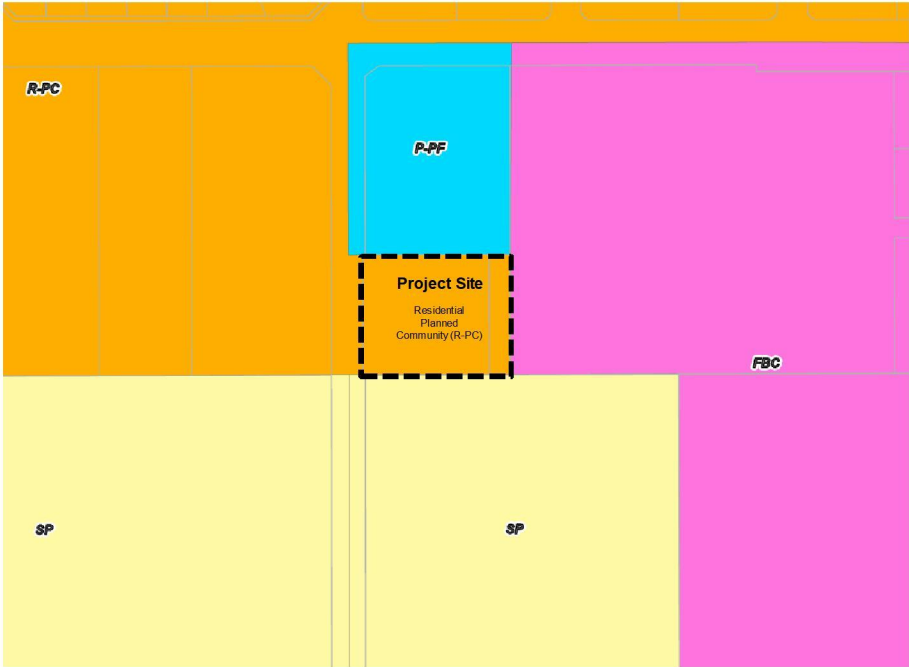 R-PC
P-PF
Project Site
Residential
Planned
Community (R-PC)
FBC
SP
SP